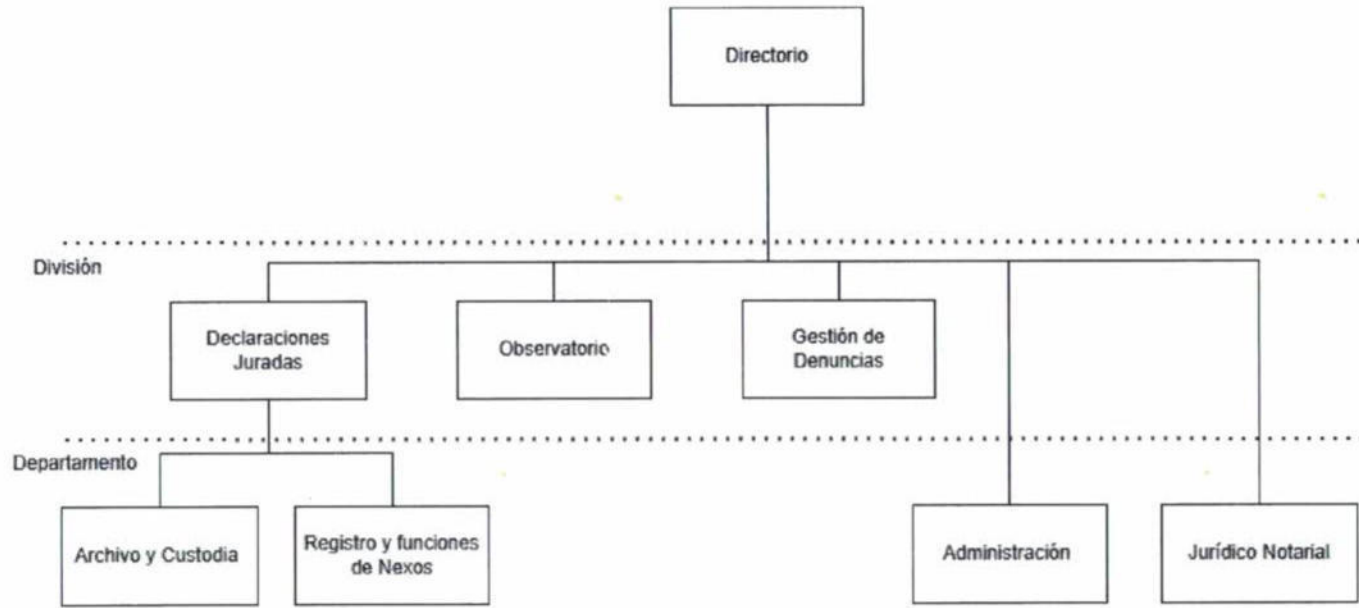 Directorio
División
Declaraciones
Juradas
Observatorio
Gestión de
Denuncias
Departamento
Archivo y Custodia
Registro y funciones
de Nexos
Administración
Jurídico Notarial